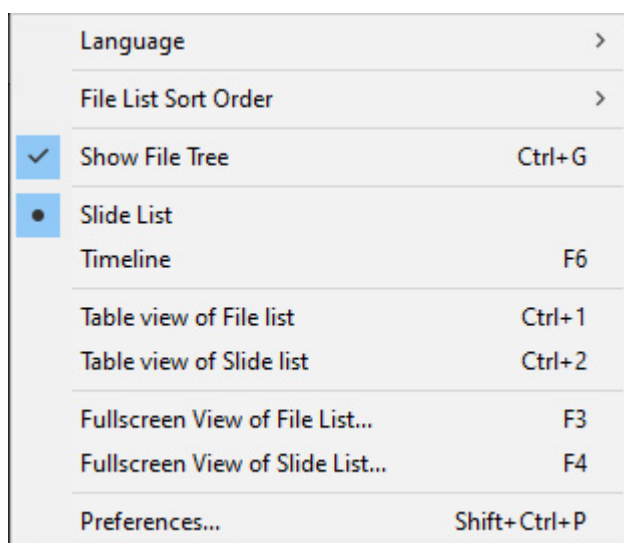 Language
File List Sort Order
Show File Tree Ctrl+G
Slide List
Timeline F6
Table view of File list Ctrl+1
Table view of Slide list Ctrl+2
Fullscreen View of File List... F3
Fullscreen View of Slide List... F4
Preferences... Shift+Ctrl+P